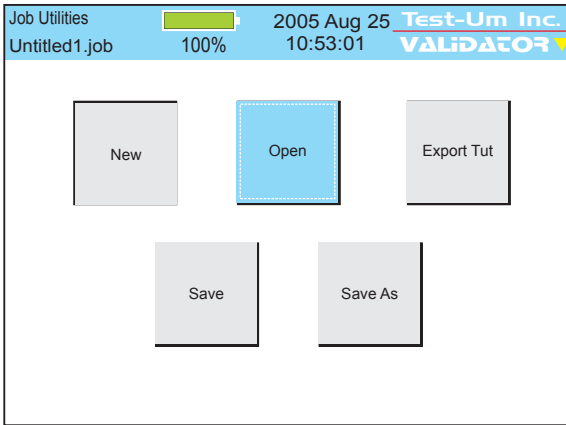 Job Utilities
2005 Aug 25
Test-Um Inc.
Untitled1.job
100%
10:53:01
VALiDATOR
New
Open
Export Tut
Save
Save As